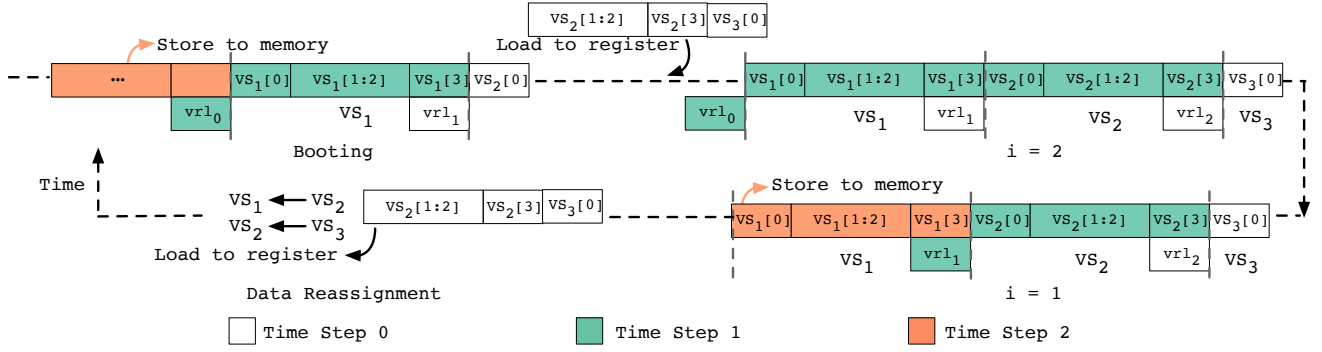 VS2[1:2] VS2[3] VS3[0]
Store to memory
Load to register
... VS1[0] VS1[1:2] VS1[3] VS2[0]
vrl0 VS1 vrl1
Booting
VS1[0] VS1[1:2] VS1[3] VS2[0] VS2[1:2] VS2[3] VS3[0]
vrl0 VS1 vrl1 VS2 vrl2 VS3
i = 2
Time
VS1 VS2
VS2 VS3
VS2[1:2] VS2[3] VS3[0]
Load to register
Data Reassignment
Store to memory
VS1[0] VS1[1:2] VS1[3] VS2[0] VS2[1:2] VS2[3] VS3[0]
VS1 vrl1 VS2 vrl2 VS3
i = 1
Time Step 0 Time Step 1 Time Step 2